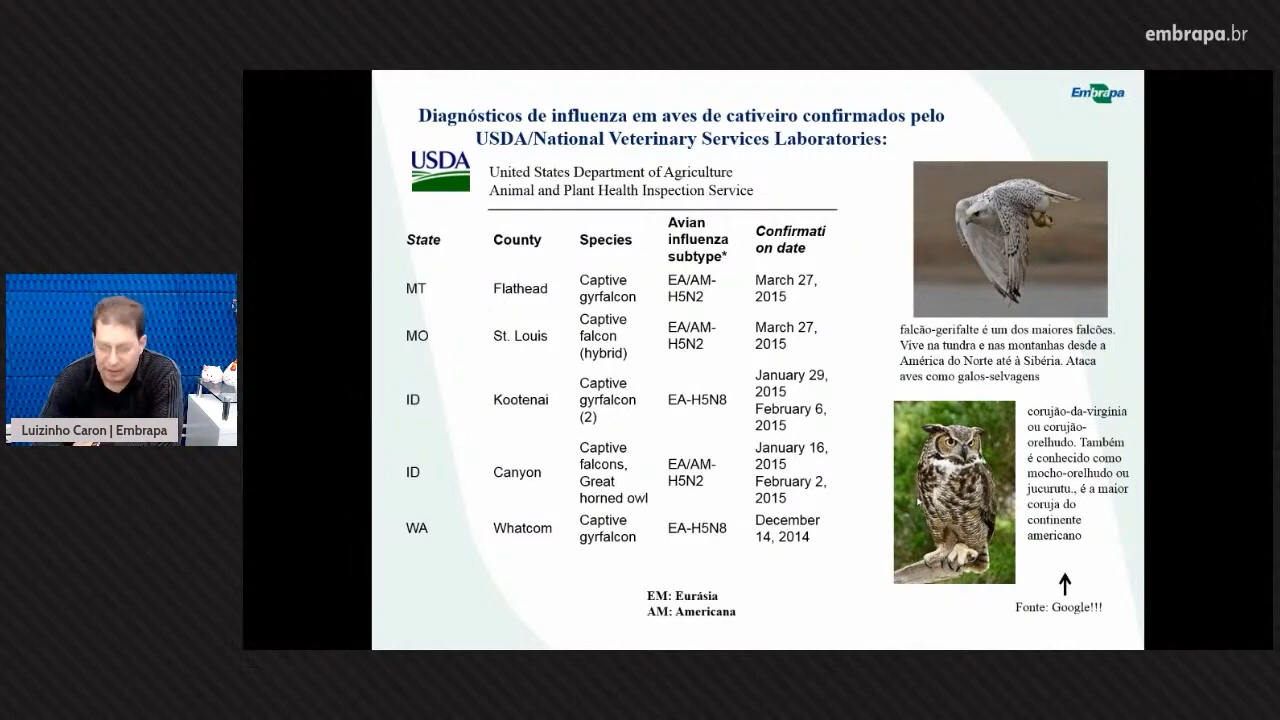 embrapa.br
Embrapa
Diagnósticos de influenza em aves de cativeiro confirmados pelo
USDA/National Veterinary Services Laboratories:
USDA
United States Department of Agriculture
Animal and Plant Health Inspection Service
State County Species Avian influenza subtype* Confirmati on date
MT Flathead Captive gyrfalcon EA/AM-H5N2 March 27, 2015
MO St. Louis Captive falcon (hybrid) EA/AM-H5N2 March 27, 2015
ID Kootenai Captive gyrfalcon (2) EA-H5N8 January 29, 2015 February 6, 2015
ID Canyon Captive falcons, Great horned owl EA/AM-H5N2 January 16, 2015 February 2, 2015
WA Whatcom Captive gyrfalcon EA-H5N8 December 14, 2014
EM: Eurásia
AM: Americana
falcão-gerifalte é um dos maiores falcões.
Vive na tundra e nas montanhas desde a
América do Norte até à Sibéria. Ataca
aves como galos-selvagens
corujão-da-virgínia
ou corujão-
orelhudo. Também
é conhecido como
mocho-orelhudo ou
jucurutu., é a maior
coruja do
continente
americano
Fonte: Google!!!
Luizinho Caron | Embrapa